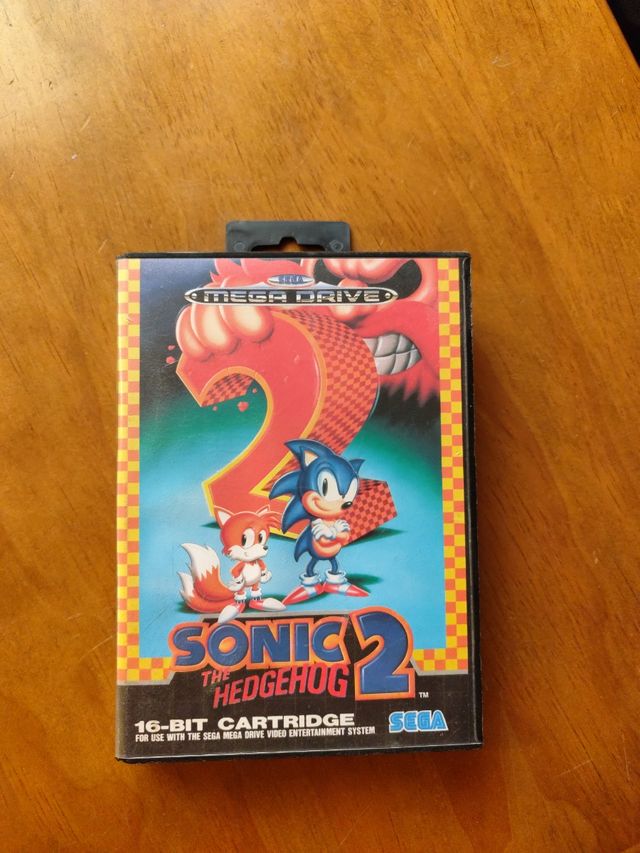 SEGA
MEGA DRIVE
2
SONIC
THE
HEDGEHOG
2
TM
16-BIT CARTRIDGE
FOR USE WITH THE SEGA MEGA DRIVE VIDEO ENTERTAINMENT SYSTEM
SEGA